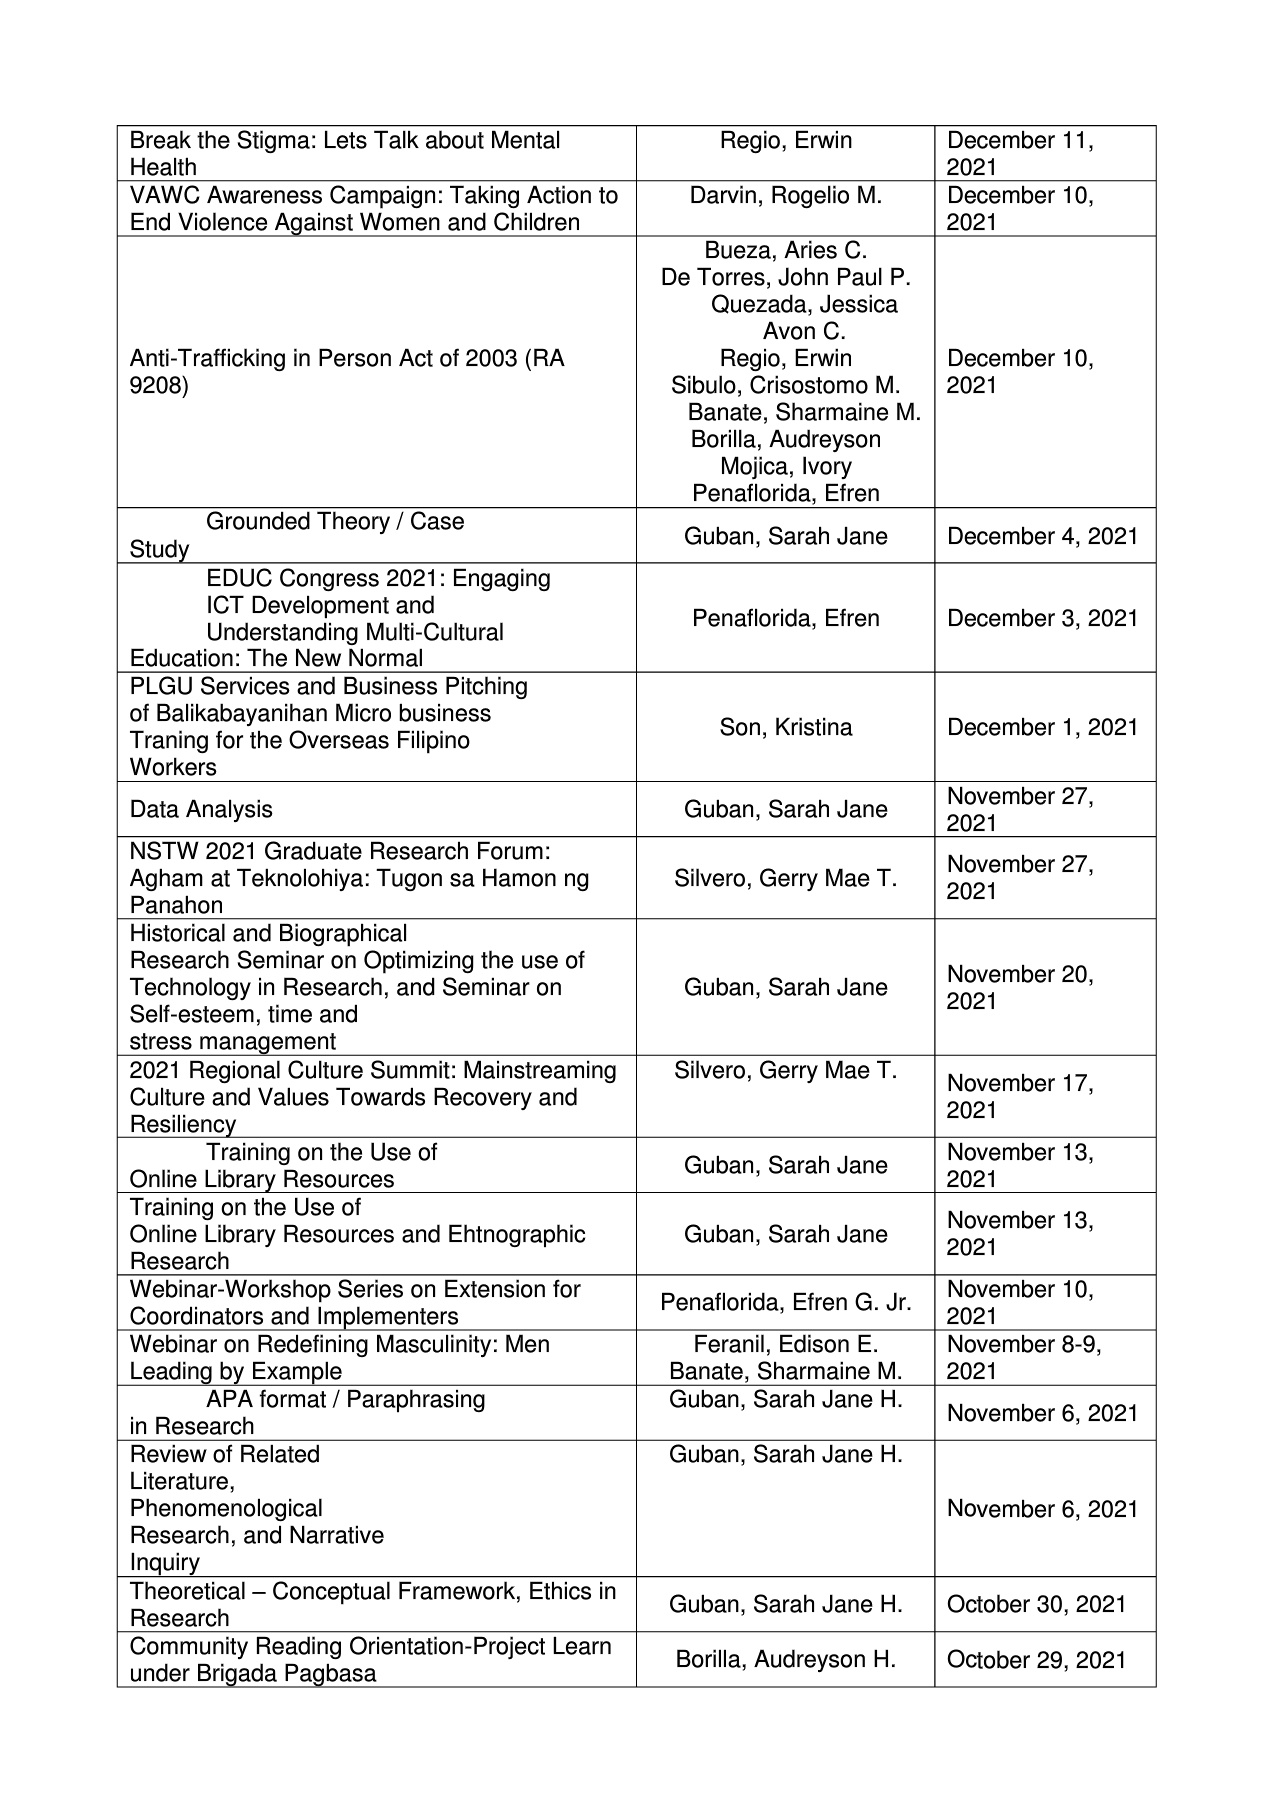 Break the Stigma: Lets Talk about Mental
Health
Regio, Erwin
December 11,
2021
VAWC Awareness Campaign: Taking Action to
End Violence Against Women and Children
Darvin, Rogelio M.
December 10,
2021
Anti-Trafficking in Person Act of 2003 (RA
9208)
Bueza, Aries C.
De Torres, John Paul P.
Quezada, Jessica
Avon C.
Regio, Erwin
Sibulo, Crisostomo M.
Banate, Sharmaine M.
Borilla, Audreyson
Mojica, Ivory
Penaflorida, Efren
December 10,
2021
Grounded Theory / Case
Study
Guban, Sarah Jane
December 4, 2021
EDUC Congress 2021: Engaging
ICT Development and
Understanding Multi-Cultural
Education: The New Normal
Penaflorida, Efren
December 3, 2021
PLGU Services and Business Pitching
of Balikabayanihan Micro business
Traning for the Overseas Filipino
Workers
Son, Kristina
December 1, 2021
Data Analysis
Guban, Sarah Jane
November 27,
2021
NSTW 2021 Graduate Research Forum:
Agham at Teknolohiya: Tugon sa Hamon ng
Panahon
Silvero, Gerry Mae T.
November 27,
2021
Historical and Biographical
Research Seminar on Optimizing the use of
Technology in Research, and Seminar on
Self-esteem, time and
stress management
Guban, Sarah Jane
November 20,
2021
2021 Regional Culture Summit: Mainstreaming
Culture and Values Towards Recovery and
Resiliency
Silvero, Gerry Mae T.
November 17,
2021
Training on the Use of
Online Library Resources
Guban, Sarah Jane
November 13,
2021
Training on the Use of
Online Library Resources and Ehtnographic
Research
Guban, Sarah Jane
November 13,
2021
Webinar-Workshop Series on Extension for
Coordinators and Implementers
Penaflorida, Efren G. Jr.
November 10,
2021
Webinar on Redefining Masculinity: Men
Leading by Example
Feranil, Edison E.
Banate, Sharmaine M.
November 8-9,
2021
APA format / Paraphrasing
in Research
Guban, Sarah Jane H.
November 6, 2021
Review of Related
Literature,
Phenomenological
Research, and Narrative
Inquiry
Guban, Sarah Jane H.
November 6, 2021
Theoretical – Conceptual Framework, Ethics in
Research
Guban, Sarah Jane H.
October 30, 2021
Community Reading Orientation-Project Learn
under Brigada Pagbasa
Borilla, Audreyson H.
October 29, 2021